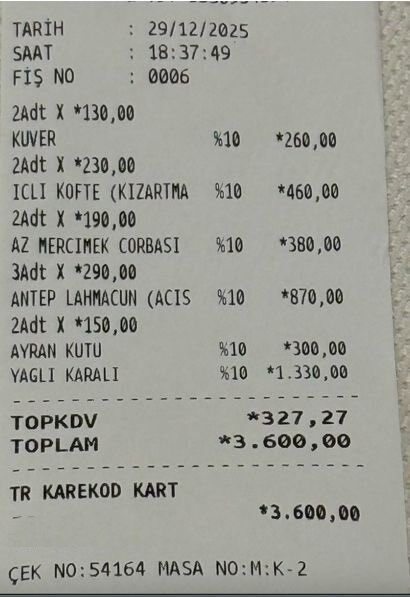 TARİH : 29/12/2025
SAAT : 18:37:49
FİŞ NO : 0006
2Adt X *130,00
KUVER %10 *260,00
2Adt X *230,00
ICLI KOFTE (KIZARTMA %10 *460,00
2Adt X *190,00
AZ MERCIMEK CORBASI %10 *380,00
3Adt X *290,00
ANTEP LAHMACUN (ACIS %10 *870,00
2Adt X *150,00
AYRAN KUTU %10 *300,00
YAGLI KARALI %10 *1.330,00
TOPKDV *327,27
TOPLAM *3.600,00
TR KAREKOD KART
*3.600,00
ÇEK NO:54164 MASA NO:M:K-2